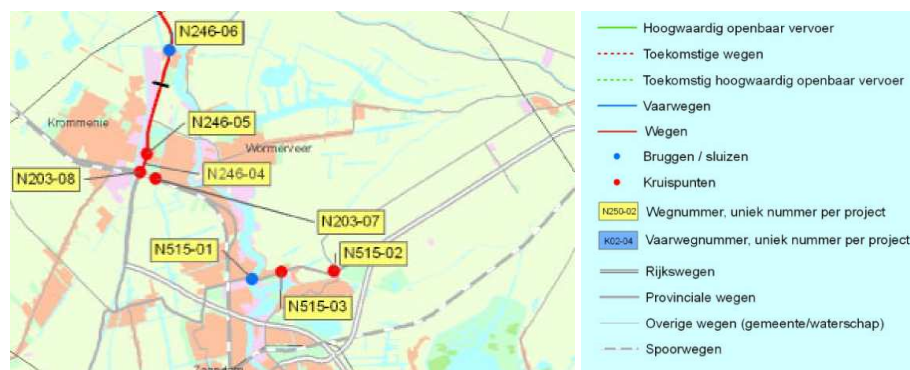 N246-06
Krommenie
N246-05
Wormerveer
N203-08
N246-04
N203-07
N515-01
N515-02
N515-03
Hoogwaardig openbaar vervoer
Toekomstige wegen
Toekomstig hoogwaardig openbaar vervoer
Vaarwegen
Wegen
Bruggen / sluizen
Kruispunten
N250-02 Wegnummer, uniek nummer per project
K02-04 Vaarwegnummer, uniek nummer per project
Rijkswegen
Provinciale wegen
Overige wegen (gemeente/waterschap)
Spoorwegen